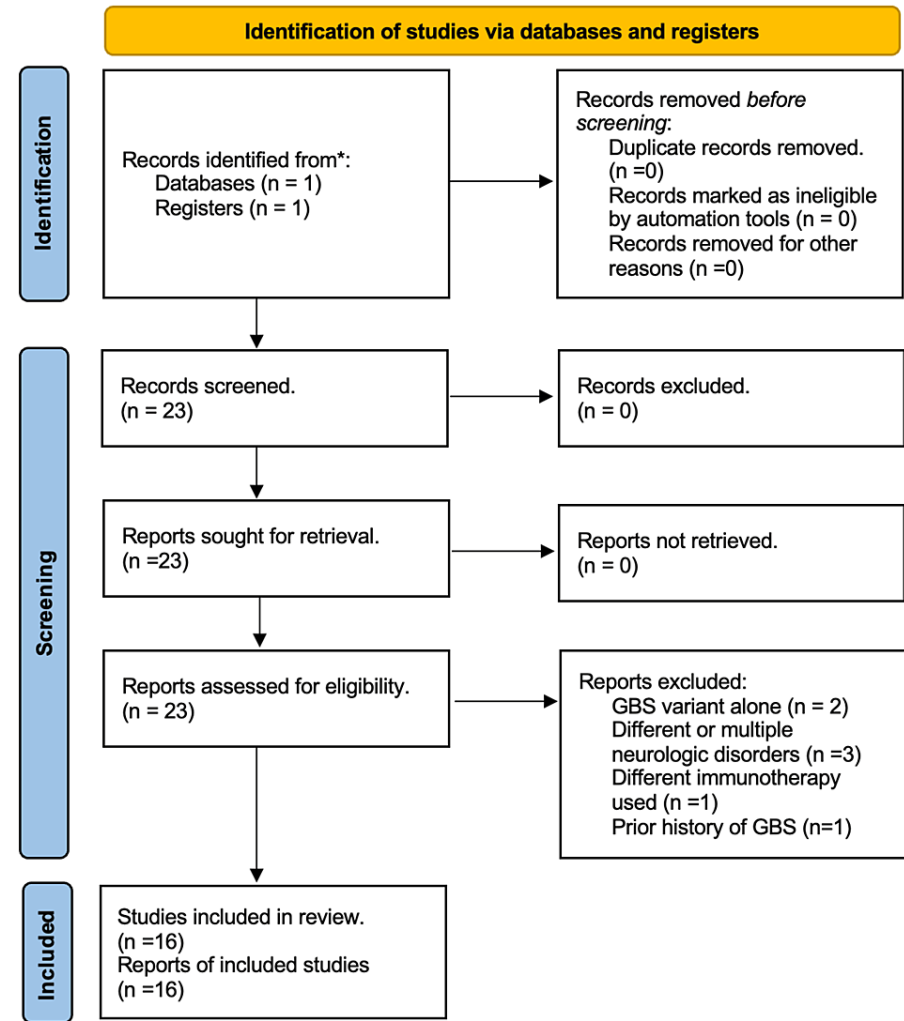 Identification of studies via databases and registers
Identification
Records identified from*:
Databases (n = 1)
Registers (n = 1)
Records removed before
screening:
Duplicate records removed.
(n =0)
Records marked as ineligible
by automation tools (n = 0)
Records removed for other
reasons (n =0)
Screening
Records screened.
(n = 23)
Records excluded.
(n = 0)
Reports sought for retrieval.
(n =23)
Reports not retrieved.
(n = 0)
Reports assessed for eligibility.
(n = 23)
Reports excluded:
GBS variant alone (n = 2)
Different or multiple
neurologic disorders (n =3)
Different immunotherapy
used (n =1)
Prior history of GBS (n=1)
Included
Studies included in review.
(n =16)
Reports of included studies
(n =16)